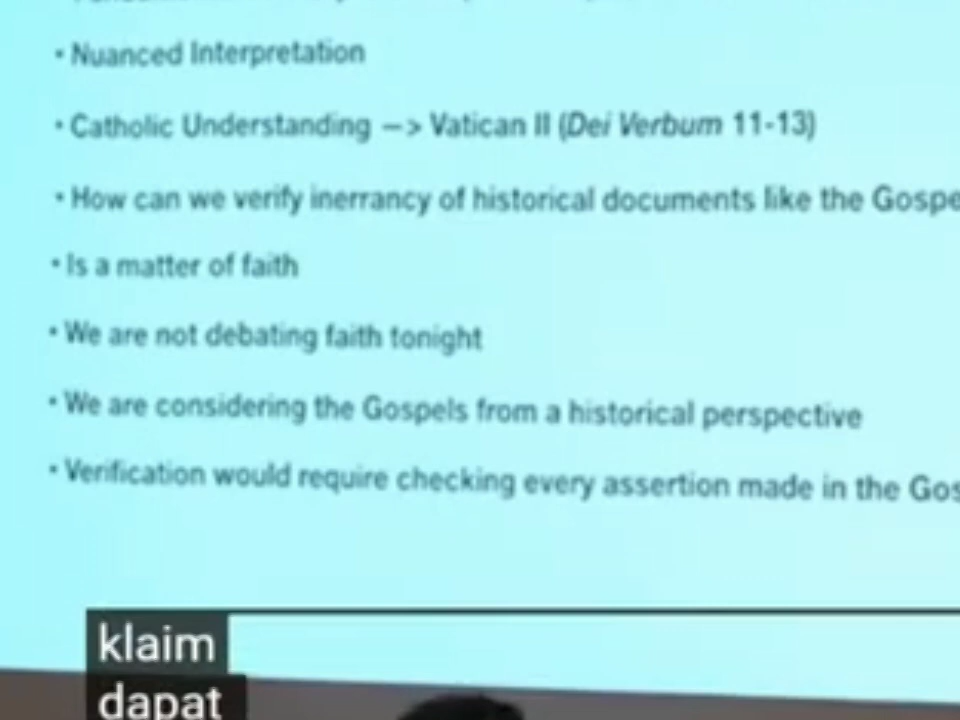 • Nuanced Interpretation
• Catholic Understanding —> Vatican II (Dei Verbum 11-13)
• How can we verify inerrancy of historical documents like the Gospe
• Is a matter of faith
• We are not debating faith tonight
• We are considering the Gospels from a historical perspective
• Verification would require checking every assertion made in the Gos
klaim
dapat